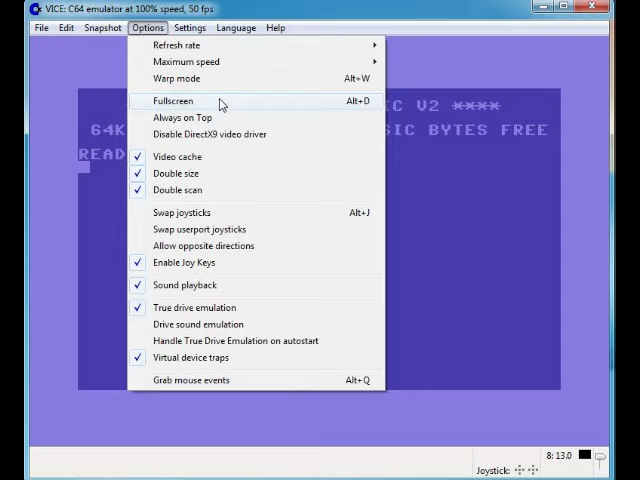 VICE: C64 emulator at 100% speed, 50 fps
File Edit Snapshot Options Settings Language Help
Refresh rate
Maximum speed
Warp mode Alt+W
Fullscreen Alt+D
Always on Top
Disable DirectX9 video driver
Video cache
Double size
Double scan
Swap joysticks Alt+J
Swap userport joysticks
Allow opposite directions
Enable Joy Keys
Sound playback
True drive emulation
Drive sound emulation
Handle True Drive Emulation on autostart
Virtual device traps
Grab mouse events Alt+Q
IC V2 ****
64K SIC BYTES FREE
READ
8: 13.0
Joystick: